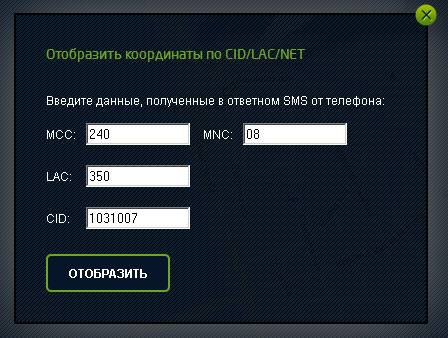 Отобразить координаты по CID/LAC/NET
Введите данные, полученные в ответном SMS от телефона:
MCC: 240 MNC: 08
LAC: 350
CID: 1031007
ОТОБРАЗИТЬ